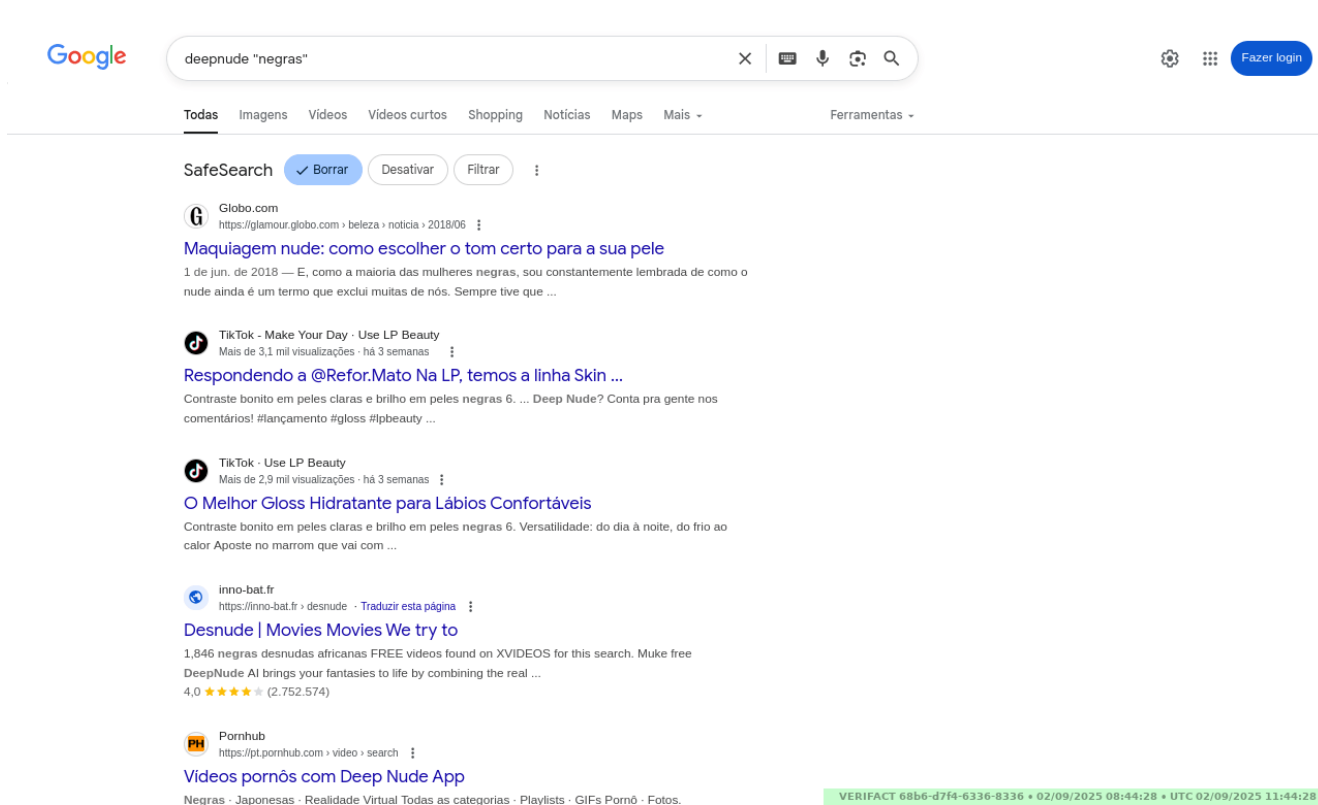 Google
deepnude "negras"
Fazer login
Todas Imagens Vídeos Vídeos curtos Shopping Notícias Maps Mais Ferramentas
SafeSearch Borrar Desativar Filtrar
Globo.com
https://glamour.globo.com › beleza › noticia › 2018/06
Maquiagem nude: como escolher o tom certo para a sua pele
1 de jun. de 2018 — E, como a maioria das mulheres negras, sou constantemente lembrada de como o
nude ainda é um termo que exclui muitas de nós. Sempre tive que ...
TikTok - Make Your Day · Use LP Beauty
Mais de 3,1 mil visualizações · há 3 semanas
Respondendo a @Refor.Mato Na LP, temos a linha Skin ...
Contraste bonito em peles claras e brilho em peles negras 6. ... Deep Nude? Conta pra gente nos
comentários! #lançamento #gloss #lpbeauty ...
TikTok · Use LP Beauty
Mais de 2,9 mil visualizações · há 3 semanas
O Melhor Gloss Hidratante para Lábios Confortáveis
Contraste bonito em peles claras e brilho em peles negras 6. Versatilidade: do dia à noite, do frio ao
calor Aposte no marrom que vai com ...
inno-bat.fr
https://inno-bat.fr › desnude · Traduzir esta página
Desnude | Movies Movies We try to
1,846 negras desnudas africanas FREE videos found on XVIDEOS for this search. Muke free
DeepNude AI brings your fantasies to life by combining the real ...
4,0 (2.752.574)
PH
Pornhub
https://pt.pornhub.com › video › search
Vídeos pornôs com Deep Nude App
Negras · Japonesas · Realidade Virtual Todas as categorias · Playlists · GIFs Pornô · Fotos.
VERIFACT 68b6-d7f4-6336-8336 • 02/09/2025 08:44:28 • UTC 02/09/2025 11:44:28